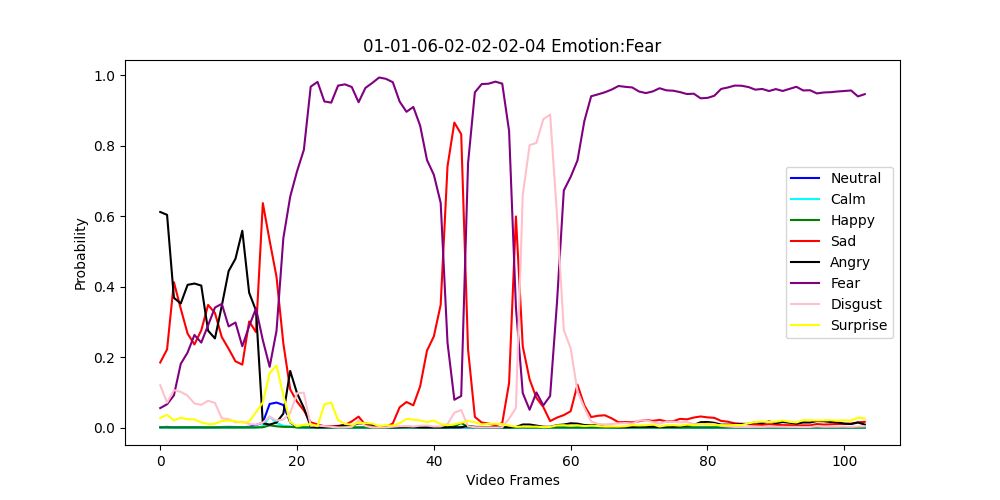 01-01-06-02-02-02-04 Emotion:Fear
Probability
1.0
0.8
0.6
0.4
0.2
0.0
Neutral
Calm
Happy
Sad
Angry
Fear
Disgust
Surprise
0 20 40 60 80 100
Video Frames